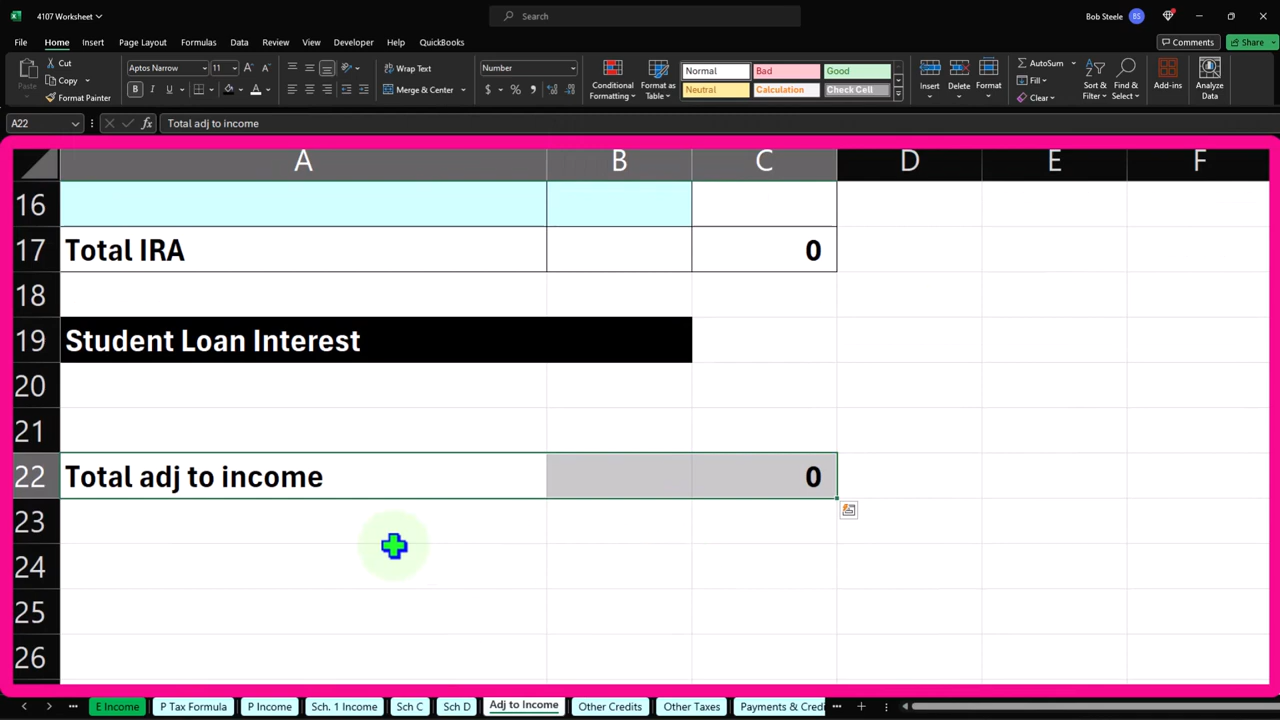 4107 Worksheet
Search
Bob Steele BS
File Home Insert Page Layout Formulas Data Review View Developer Help QuickBooks Comments Share
Paste Cut Copy Format Painter
Aptos Narrow 11 Wrap Text Number
B I U Merge & Center $ %
Conditional Formatting Format as Table
Normal Bad Good
Neutral Calculation Check Cell
Insert Delete Format
AutoSum Fill Clear
Sort & Filter Find & Select Add-ins Analyze Data
A22 fx Total adj to income
A B C D E F
16
17 Total IRA 0
18
19 Student Loan Interest
20
21
22 Total adj to income 0
23
24
25
26
E Income P Tax Formula P Income Sch. 1 Income Sch C Sch D Adj to Income Other Credits Other Taxes Payments & Credi